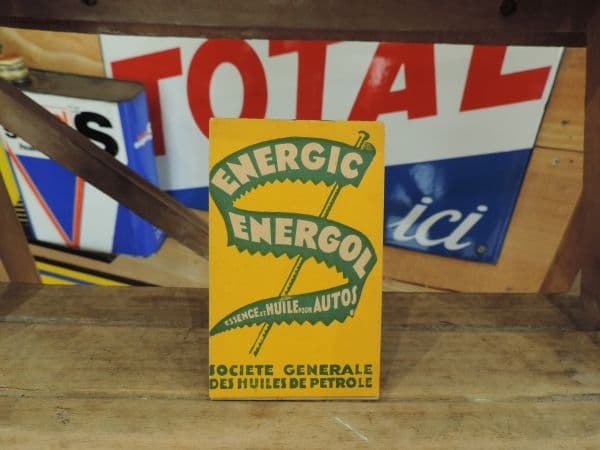 TOTAL
ici
ENERGIC
ENERGOL
ESSENCE ET HUILE POUR AUTOS
SOCIETE GENERALE
DES HUILES DE PETROLE